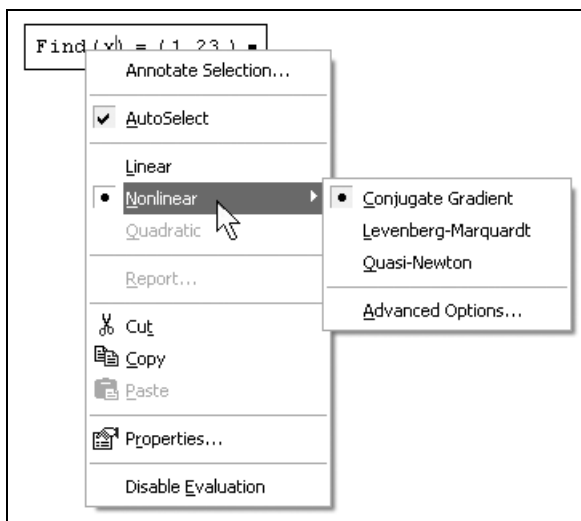 Find(x) = (1 23) ▪
Annotate Selection...
AutoSelect
Linear
Nonlinear
Quadratic
Report...
Cut
Copy
Paste
Properties...
Disable Evaluation
Conjugate Gradient
Levenberg-Marquardt
Quasi-Newton
Advanced Options...